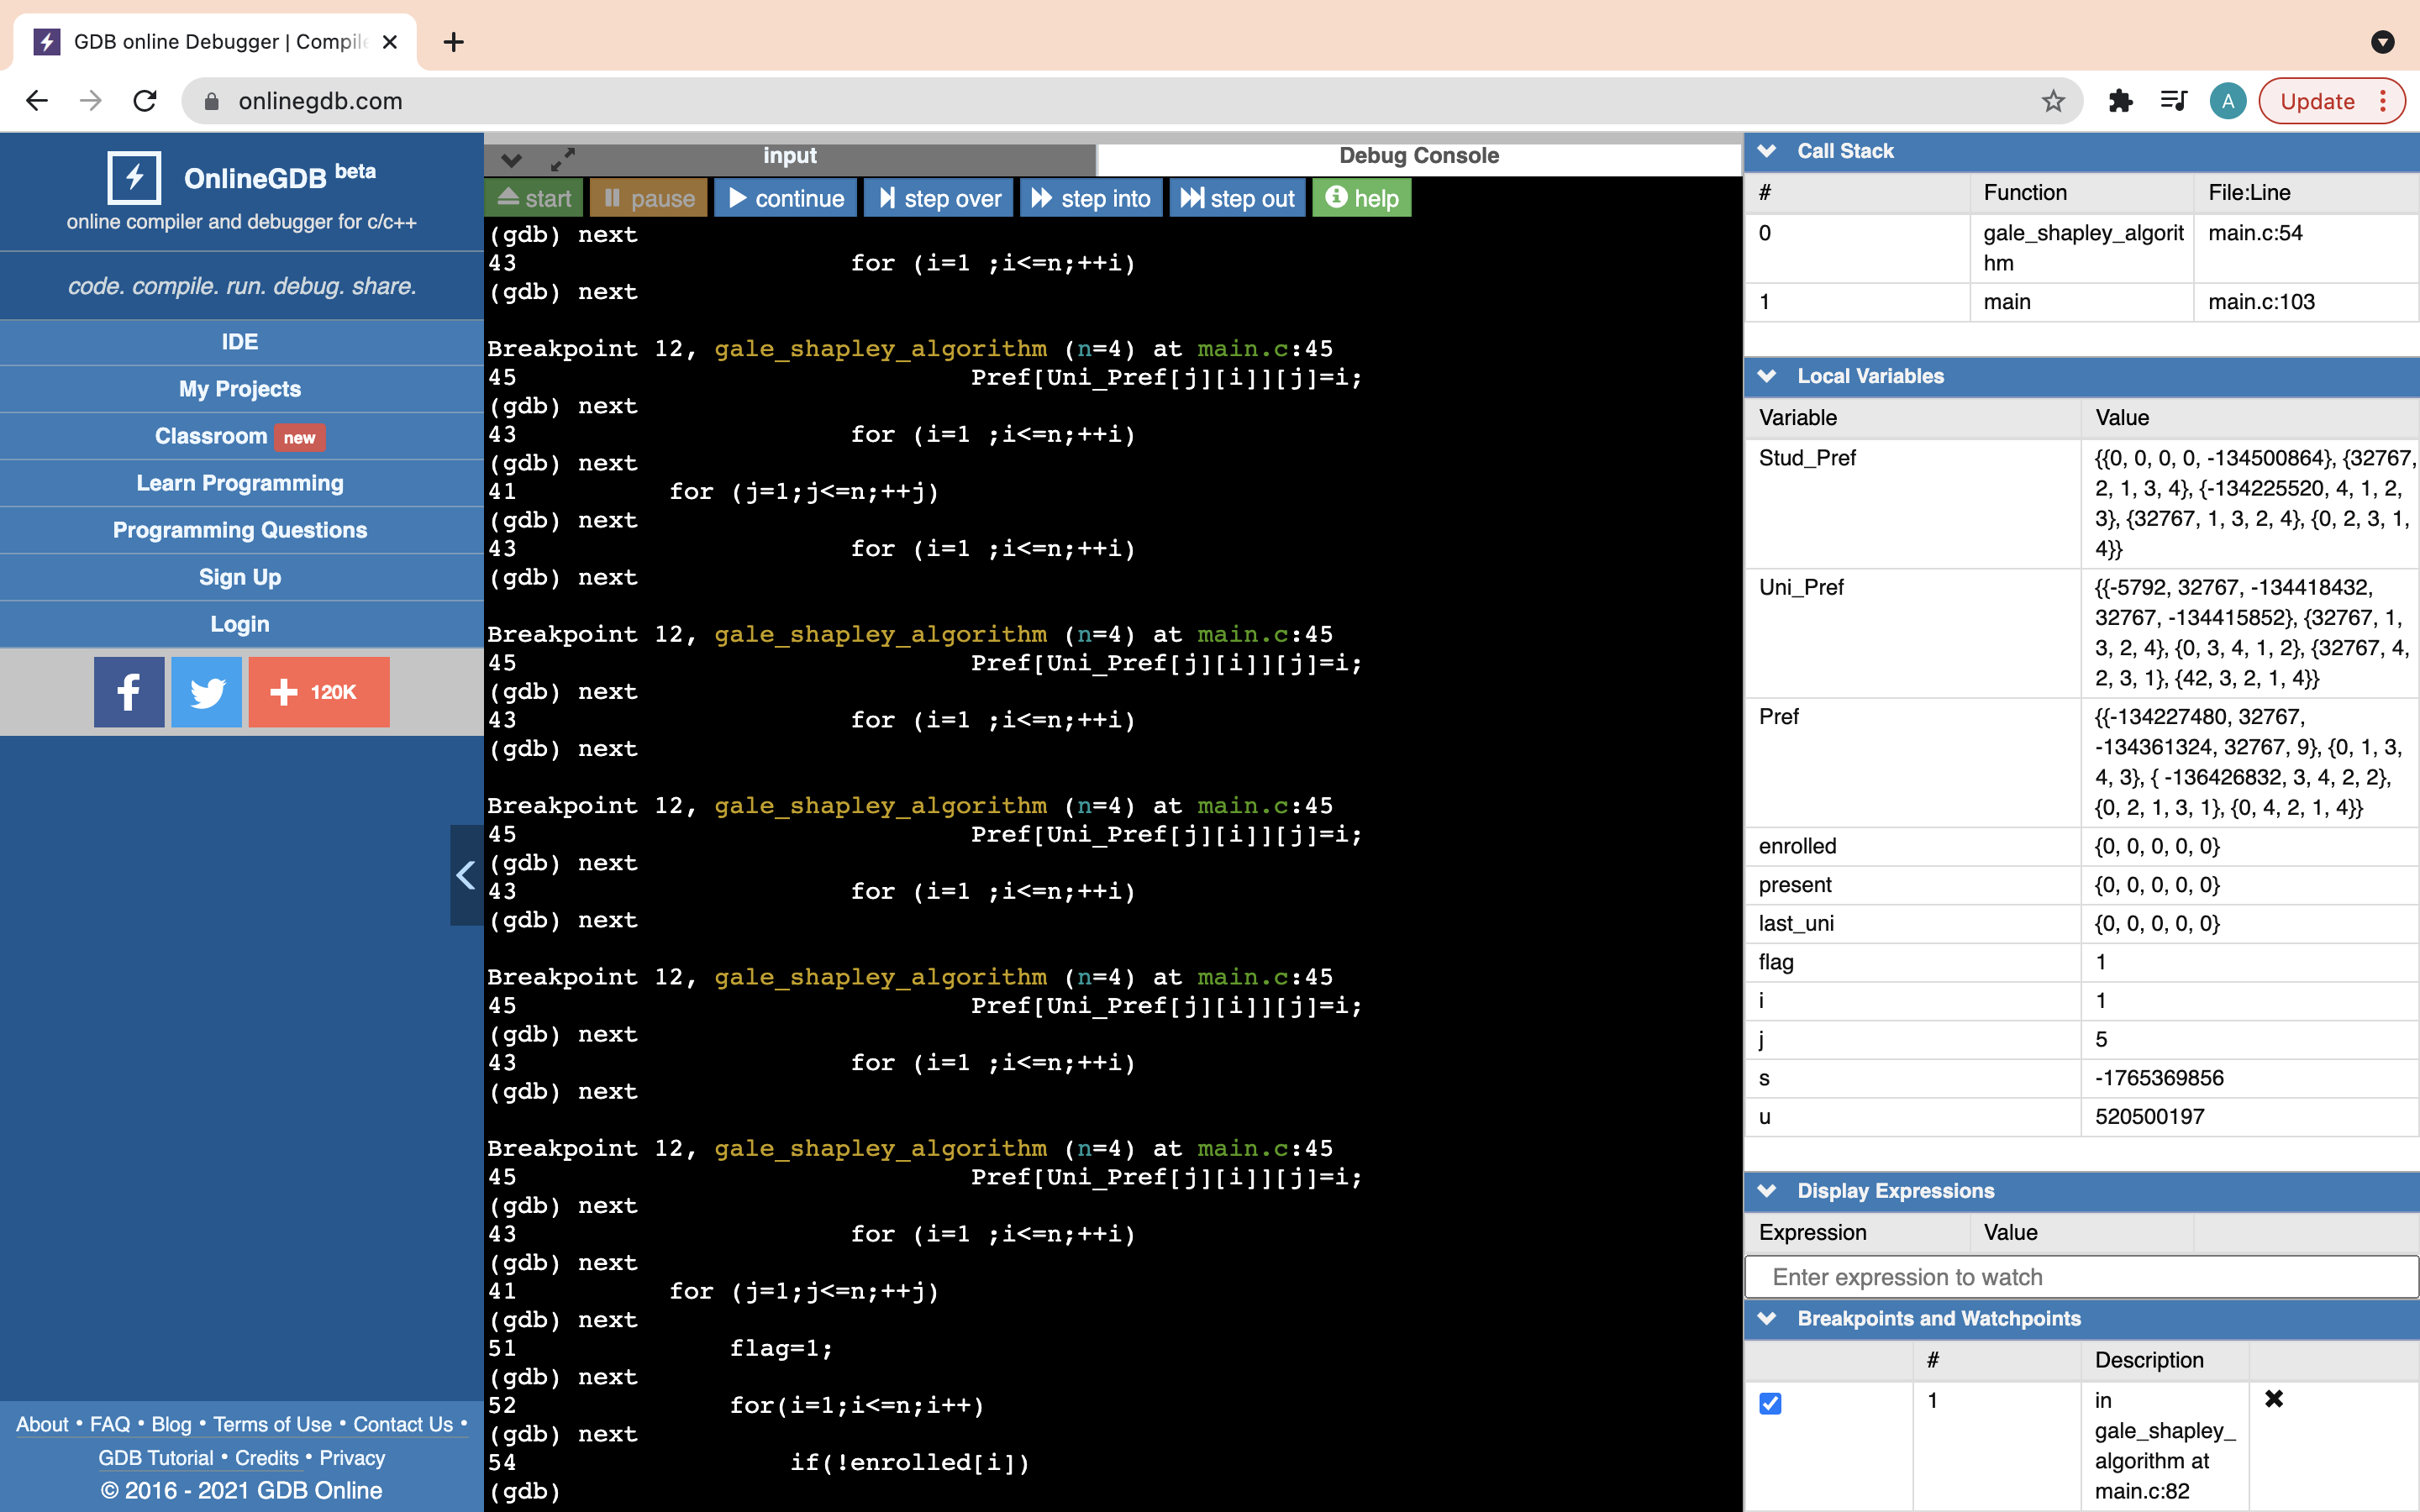 GDB online Debugger | Compile
onlinegdb.com
A
Update
OnlineGDB beta
online compiler and debugger for c/c++
code. compile. run. debug. share.
IDE
My Projects
Classroom new
Learn Programming
Programming Questions
Sign Up
Login
120K
About • FAQ • Blog • Terms of Use • Contact Us •
GDB Tutorial • Credits • Privacy
© 2016 - 2021 GDB Online
input
Debug Console
start pause continue step over step into step out help
(gdb) next
43 for (i=1 ;i<=n;++i)
(gdb) next
Breakpoint 12, gale_shapley_algorithm (n=4) at main.c:45
45 Pref[Uni_Pref[j][i]][j]=i;
(gdb) next
43 for (i=1 ;i<=n;++i)
(gdb) next
41 for (j=1;j<=n;++j)
(gdb) next
43 for (i=1 ;i<=n;++i)
(gdb) next
Breakpoint 12, gale_shapley_algorithm (n=4) at main.c:45
45 Pref[Uni_Pref[j][i]][j]=i;
(gdb) next
43 for (i=1 ;i<=n;++i)
(gdb) next
Breakpoint 12, gale_shapley_algorithm (n=4) at main.c:45
45 Pref[Uni_Pref[j][i]][j]=i;
(gdb) next
43 for (i=1 ;i<=n;++i)
(gdb) next
Breakpoint 12, gale_shapley_algorithm (n=4) at main.c:45
45 Pref[Uni_Pref[j][i]][j]=i;
(gdb) next
43 for (i=1 ;i<=n;++i)
(gdb) next
Breakpoint 12, gale_shapley_algorithm (n=4) at main.c:45
45 Pref[Uni_Pref[j][i]][j]=i;
(gdb) next
43 for (i=1 ;i<=n;++i)
(gdb) next
41 for (j=1;j<=n;++j)
(gdb) next
51 flag=1;
(gdb) next
52 for(i=1;i<=n;i++)
(gdb) next
54 if(!enrolled[i])
(gdb)
Call Stack
# Function File:Line
0 gale_shapley_algorit main.c:54
hm
1 main main.c:103
Local Variables
Variable Value
Stud_Pref {{0, 0, 0, 0, -134500864}, {32767,
2, 1, 3, 4}, {-134225520, 4, 1, 2,
3}, {32767, 1, 3, 2, 4}, {0, 2, 3, 1,
4}}
Uni_Pref {{-5792, 32767, -134418432,
32767, -134415852}, {32767, 1,
3, 2, 4}, {0, 3, 4, 1, 2}, {32767, 4,
2, 3, 1}, {42, 3, 2, 1, 4}}
Pref {{-134227480, 32767,
-134361324, 32767, 9}, {0, 1, 3,
4, 3}, { -136426832, 3, 4, 2, 2},
{0, 2, 1, 3, 1}, {0, 4, 2, 1, 4}}
enrolled {0, 0, 0, 0, 0}
present {0, 0, 0, 0, 0}
last_uni {0, 0, 0, 0, 0}
flag 1
i 1
j 5
s -1765369856
u 520500197
Display Expressions
Expression Value
Enter expression to watch
Breakpoints and Watchpoints
# Description
1 in
gale_shapley_
algorithm at
main.c:82